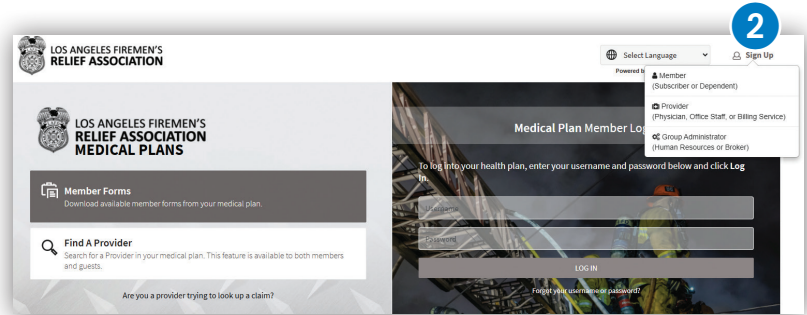 2
LOS ANGELES FIREMEN'S
RELIEF ASSOCIATION
Select Language
Sign Up
Powered b
Member
(Subscriber or Dependent)
Provider
(Physician, Office Staff, or Billing Service)
Group Administrator
(Human Resources or Broker)
LOS ANGELES FIREMEN'S
RELIEF ASSOCIATION
MEDICAL PLANS
Member Forms
Download available member forms from your medical plan.
Find A Provider
Search for a Provider in your medical plan. This feature is available to both members
and guests.
Are you a provider trying to look up a claim?
Medical Plan Member Log
To log into your health plan, enter your username and password below and click Log
In.
Username
Password
LOG IN
Forgot your username or password?